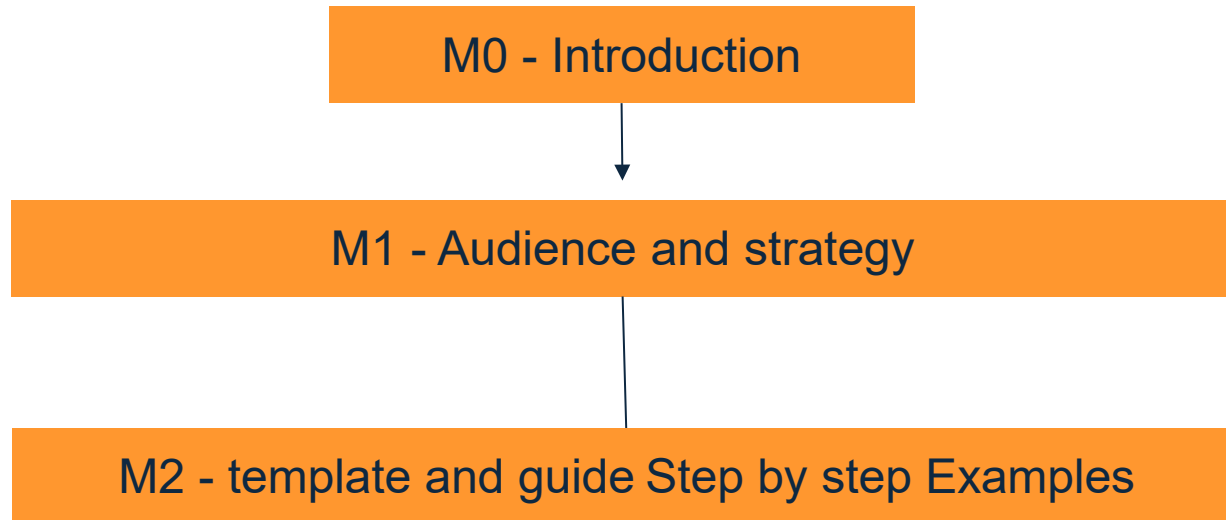 M0 - Introduction
M1 - Audience and strategy
M2 - template and guide Step by step Examples